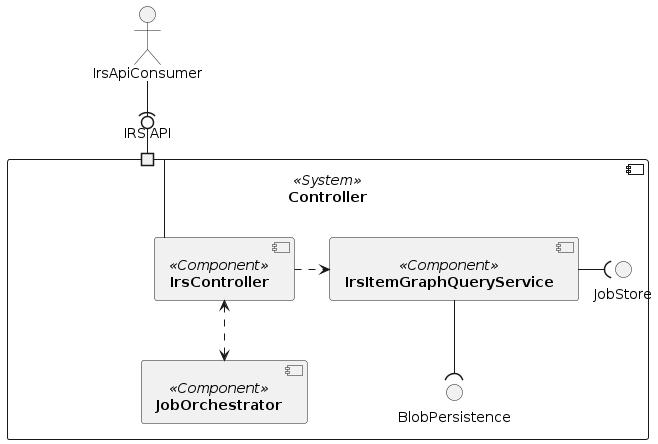 IrsApiConsumer
IRS API
«System»
Controller
«Component»
IrsController
«Component»
IrsItemGraphQueryService
JobStore
«Component»
JobOrchestrator
BlobPersistence